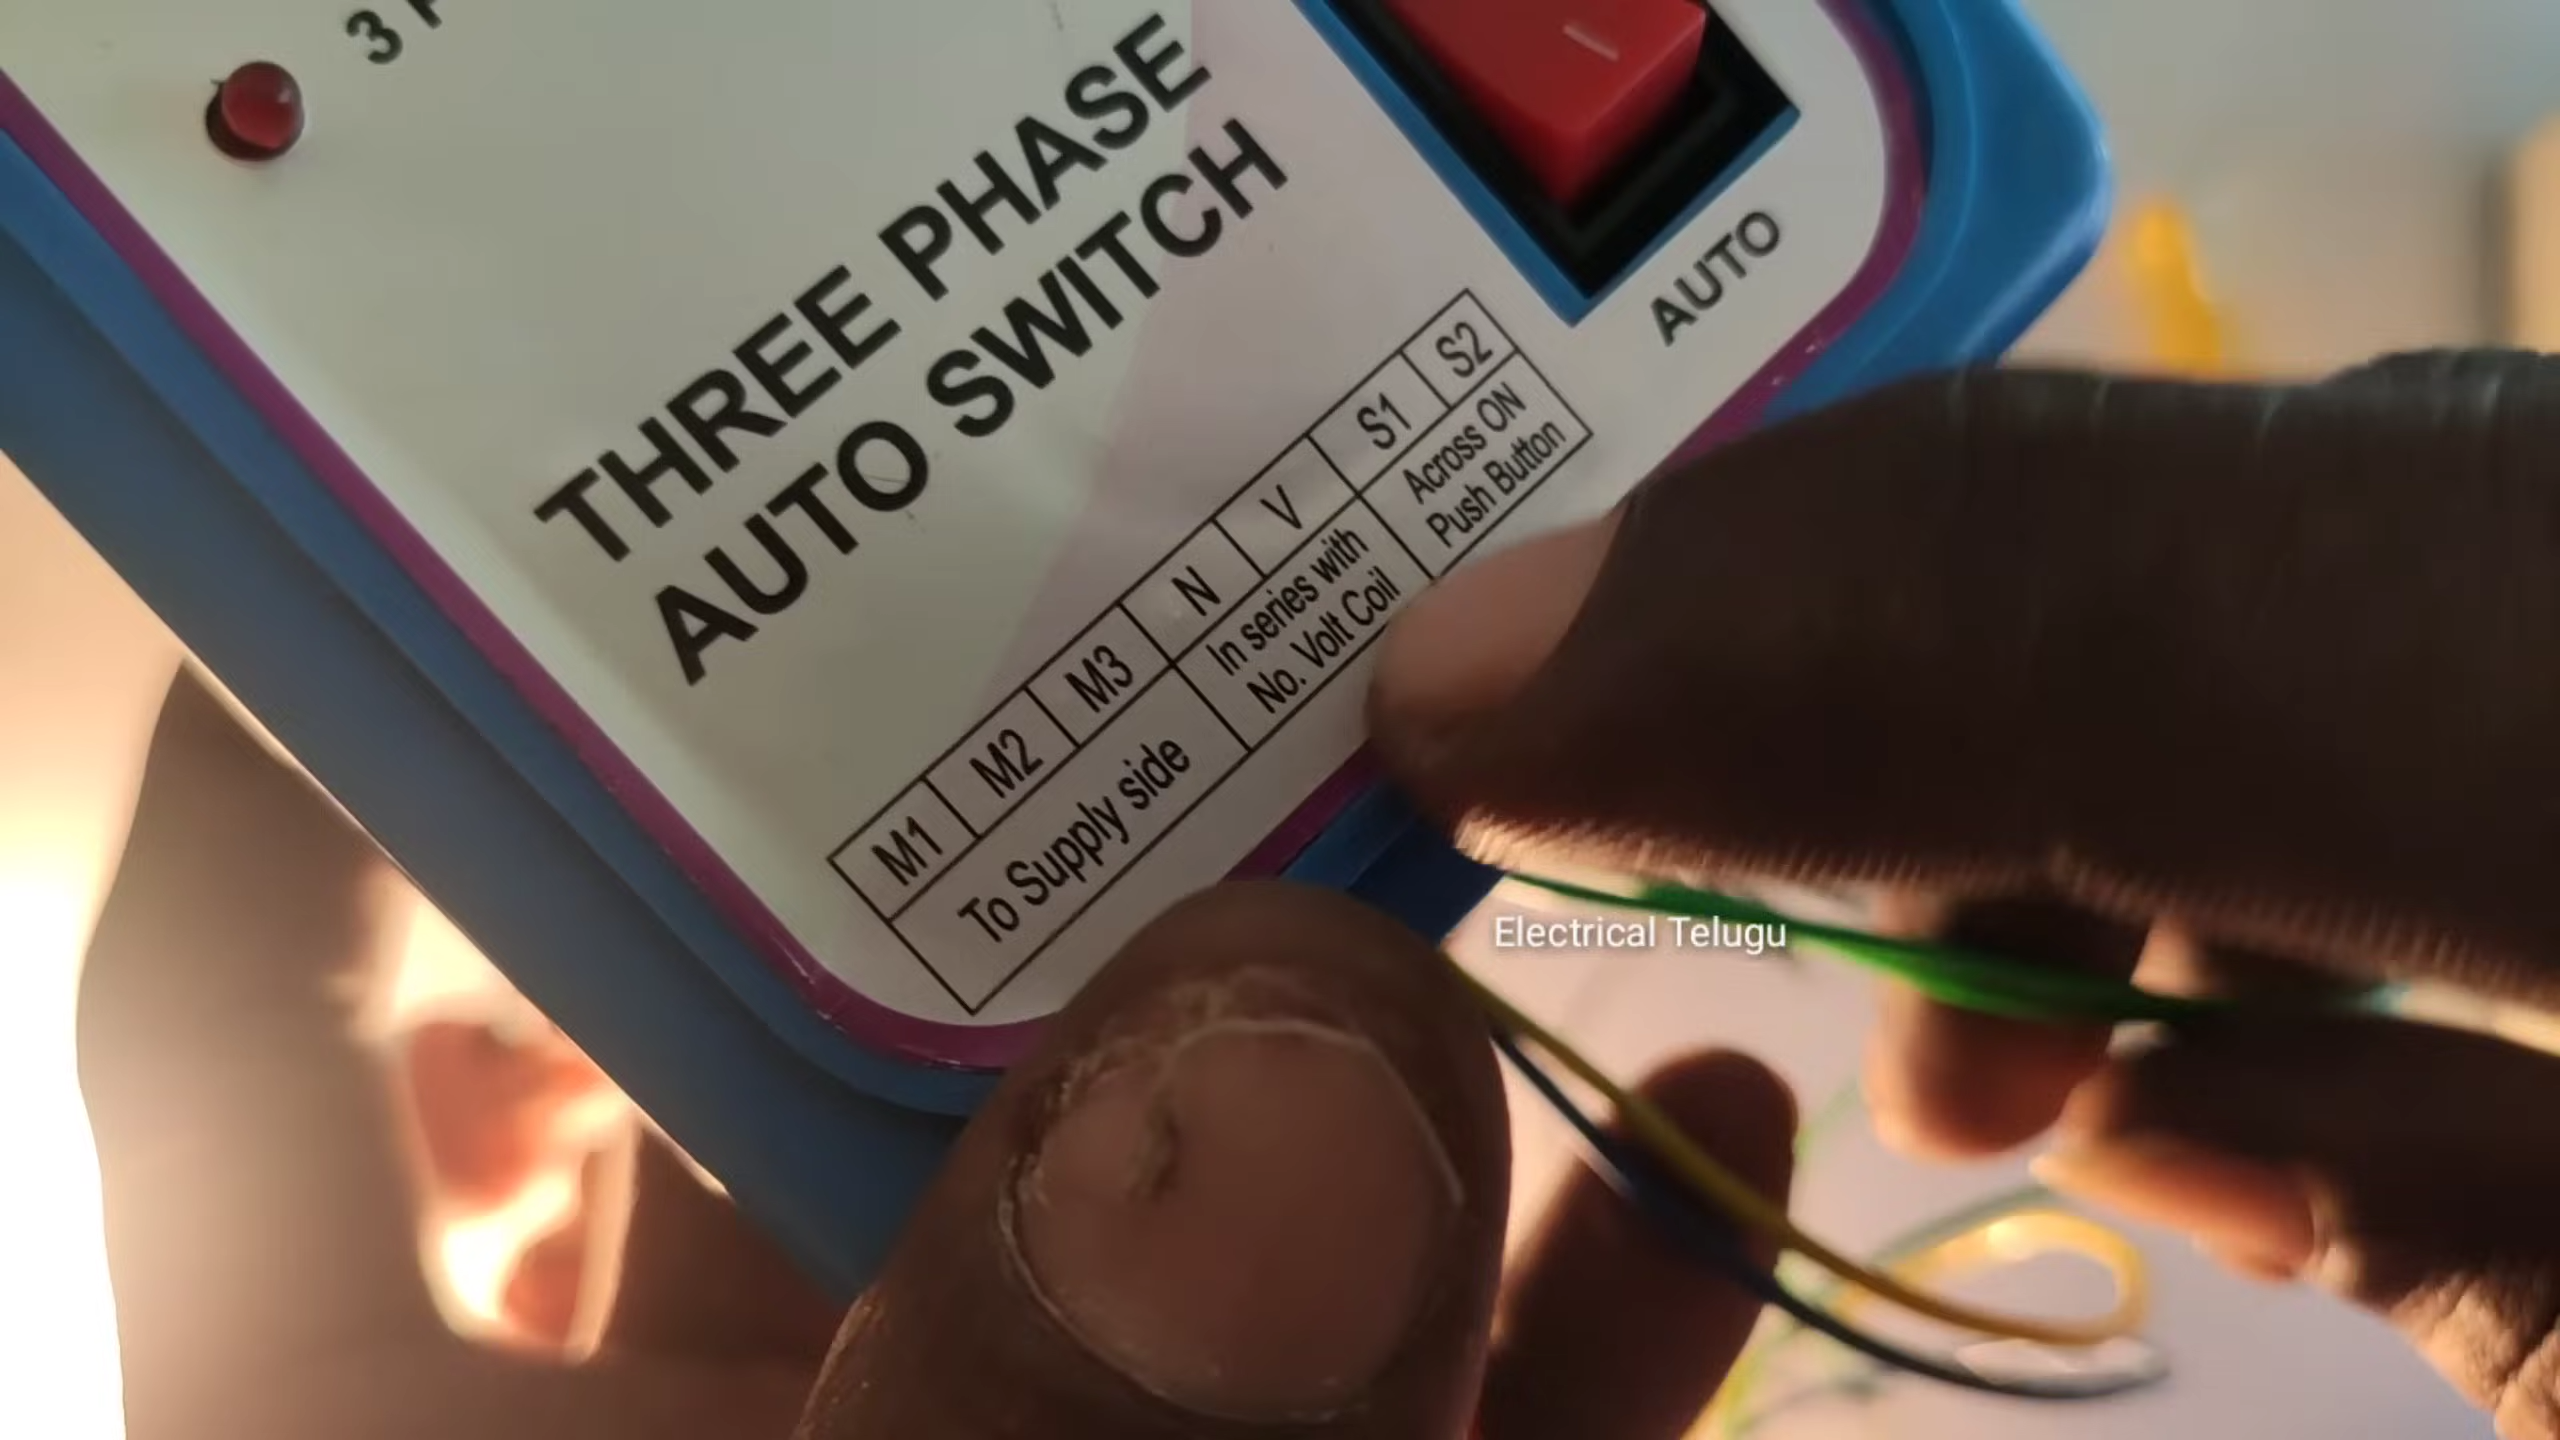 3
THREE PHASE
AUTO SWITCH
AUTO
M1 M2 M3 N V S1 S2
To Supply side
In series with
No. Volt Coil
Across ON
Push Button
Electrical Telugu